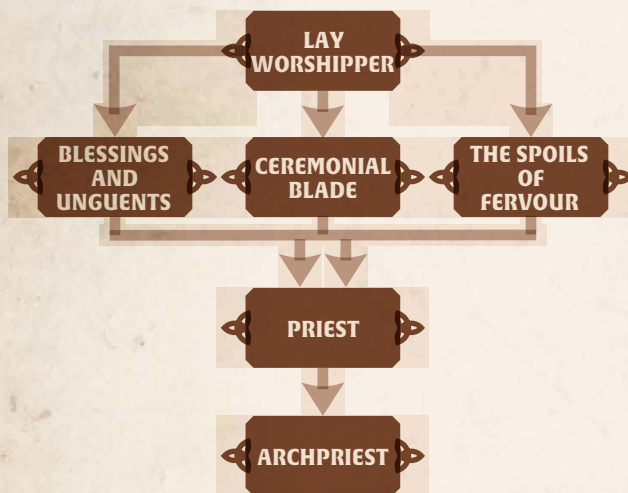 LAY
WORSHIPPER
BLESSINGS
AND
UNGUENTS
CEREMONIAL
BLADE
THE SPOILS
OF
FERVOUR
PRIEST
ARCHPRIEST